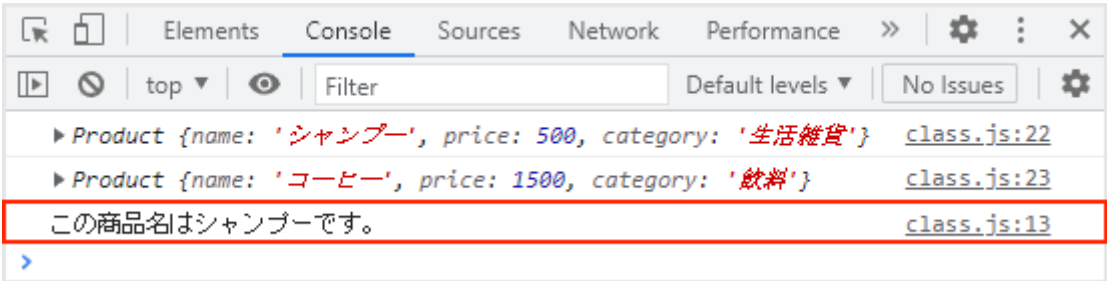 Elements Console Sources Network Performance »
top ▼ Filter Default levels ▼ No Issues
▶ Product {name: 'シャンプー', price: 500, category: '生活雑貨'} class.js:22
▶ Product {name: 'コーヒー', price: 1500, category: '飲料'} class.js:23
この商品名はシャンプーです。 class.js:13
>